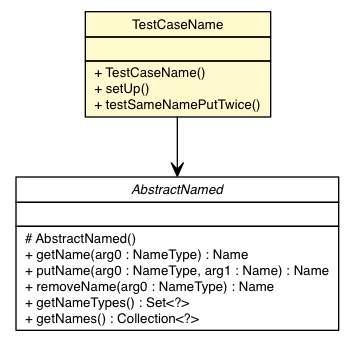 TestCaseName
+ TestCaseName()
+ setUp()
+ testSameNamePutTwice()
AbstractNamed
# AbstractNamed()
+ getName(arg0 : NameType) : Name
+ putName(arg0 : NameType, arg1 : Name) : Name
+ removeName(arg0 : NameType) : Name
+ getNameTypes() : Set<?>
+ getNames() : Collection<?>